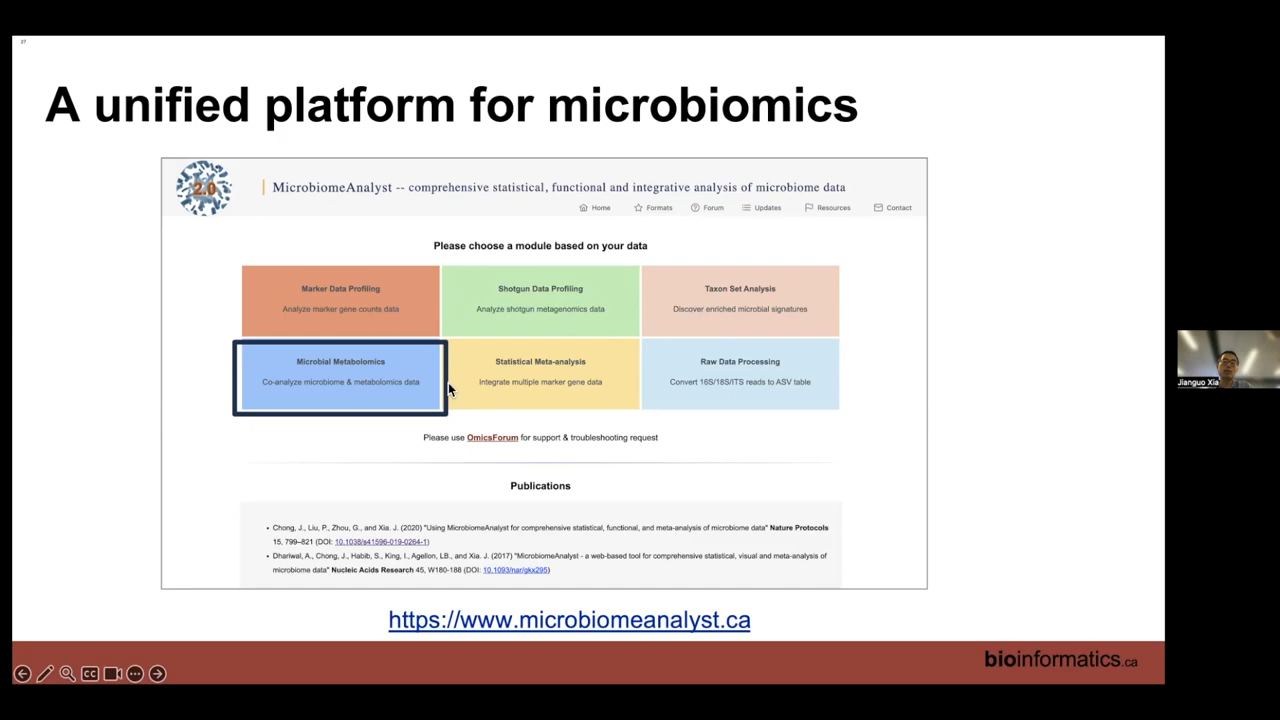 27
A unified platform for microbiomics
2.0
MicrobiomeAnalyst -- comprehensive statistical, functional and integrative analysis of microbiome data
Home Formats Forum Updates Resources Contact
Please choose a module based on your data
Marker Data Profiling
Analyze marker gene counts data
Shotgun Data Profiling
Analyze shotgun metagenomics data
Taxon Set Analysis
Discover enriched microbial signatures
Microbial Metabolomics
Co-analyze microbiome & metabolomics data
Statistical Meta-analysis
Integrate multiple marker gene data
Raw Data Processing
Convert 16S/18S/ITS reads to ASV table
Please use OmicsForum for support & troubleshooting request
Publications
• Chong, J., Liu, P., Zhou, G., and Xia. J. (2020) "Using MicrobiomeAnalyst for comprehensive statistical, functional, and meta-analysis of microbiome data" Nature Protocols
15, 799–821 (DOI: 10.1038/s41596-019-0264-1)
• Dhariwal, A., Chong, J., Habib, S., King, I., Agellon, LB., and Xia. J. (2017) "MicrobiomeAnalyst - a web-based tool for comprehensive statistical, visual and meta-analysis of
microbiome data" Nucleic Acids Research 45, W180-188 (DOI: 10.1093/nar/gkx295)
https://www.microbiomeanalyst.ca
bioinformatics.ca
CC
Jianguo Xia